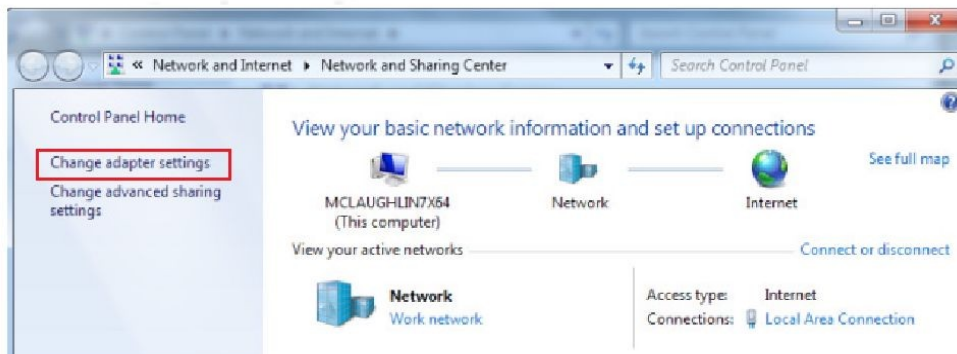 « Network and Internet ▸ Network and Sharing Center
Search Control Panel
Control Panel Home
Change adapter settings
Change advanced sharing
settings
View your basic network information and set up connections
See full map
MCLAUGHLIN7X64
(This computer)
Network
Internet
View your active networks
Connect or disconnect
Network
Work network
Access type: Internet
Connections: Local Area Connection